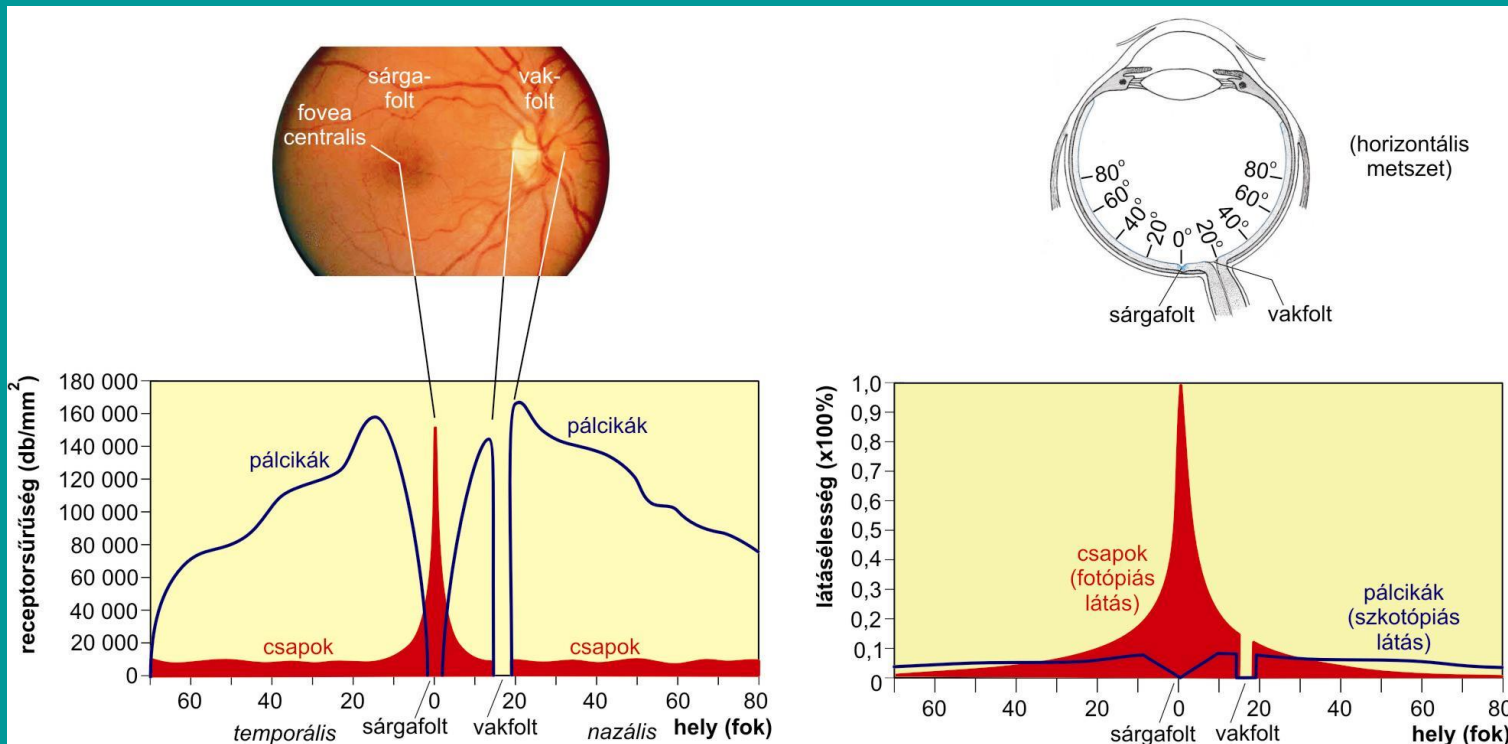 sárga-
folt
vak-
folt
fovea
centralis
(horizontális
metszet)
80°
60°
40°
20°
0°
20°
40°
60°
80°
sárgafolt
vakfolt
receptorsűrűség (db/mm²)
180 000
160 000
140 000
120 000
100 000
80 000
60 000
40 000
20 000
0
pálcikák
pálcikák
csapok
csapok
60 40 20 0 20 40 60 80
temporális sárgafolt vakfolt nazális hely (fok)
látásélesség (x100%)
1,0
0,9
0,8
0,7
0,6
0,5
0,4
0,3
0,2
0,1
0
csapok
(fotópiás
látás)
pálcikák
(szkotópiás
látás)
60 40 20 0 20 40 60 80
sárgafolt vakfolt hely (fok)